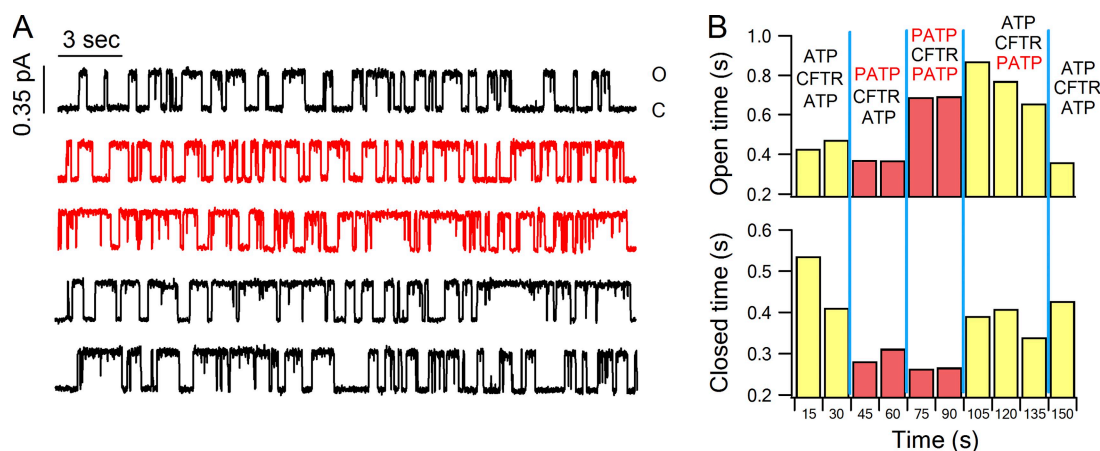 A
3 sec
0.35 pA
O
C
B
Open time (s)
1.0
0.8
0.6
0.4
0.2
ATP
CFTR
ATP
PATP
CFTR
ATP
PATP
CFTR
PATP
ATP
CFTR
PATP
ATP
CFTR
ATP
Closed time (s)
0.6
0.5
0.4
0.3
0.2
15 30 45 60 75 90 105 120 135 150
Time (s)